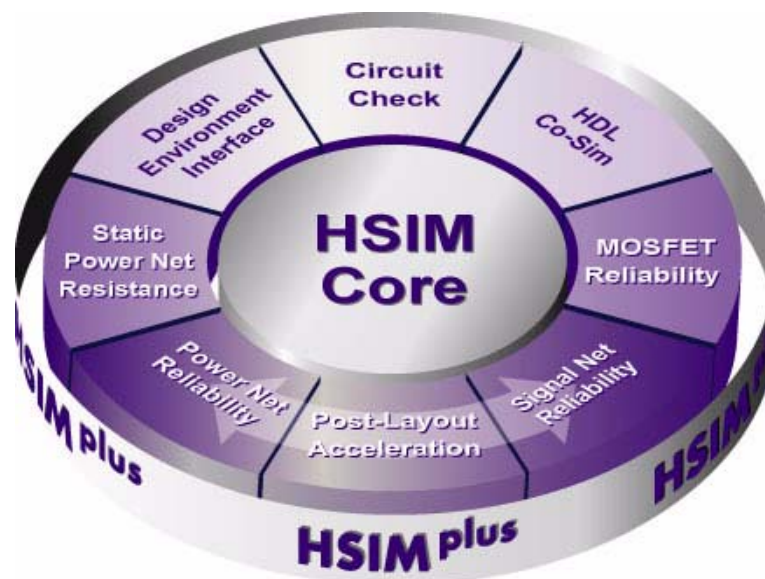 Circuit
Check
HDL
Co-Sim
MOSFET
Reliability
Signal Net
Reliability
Post-Layout
Acceleration
Power Net
Reliability
Static
Power Net
Resistance
Design
Environment
Interface
HSIM
Core
HSIM plus
HSIM plus
HSIM